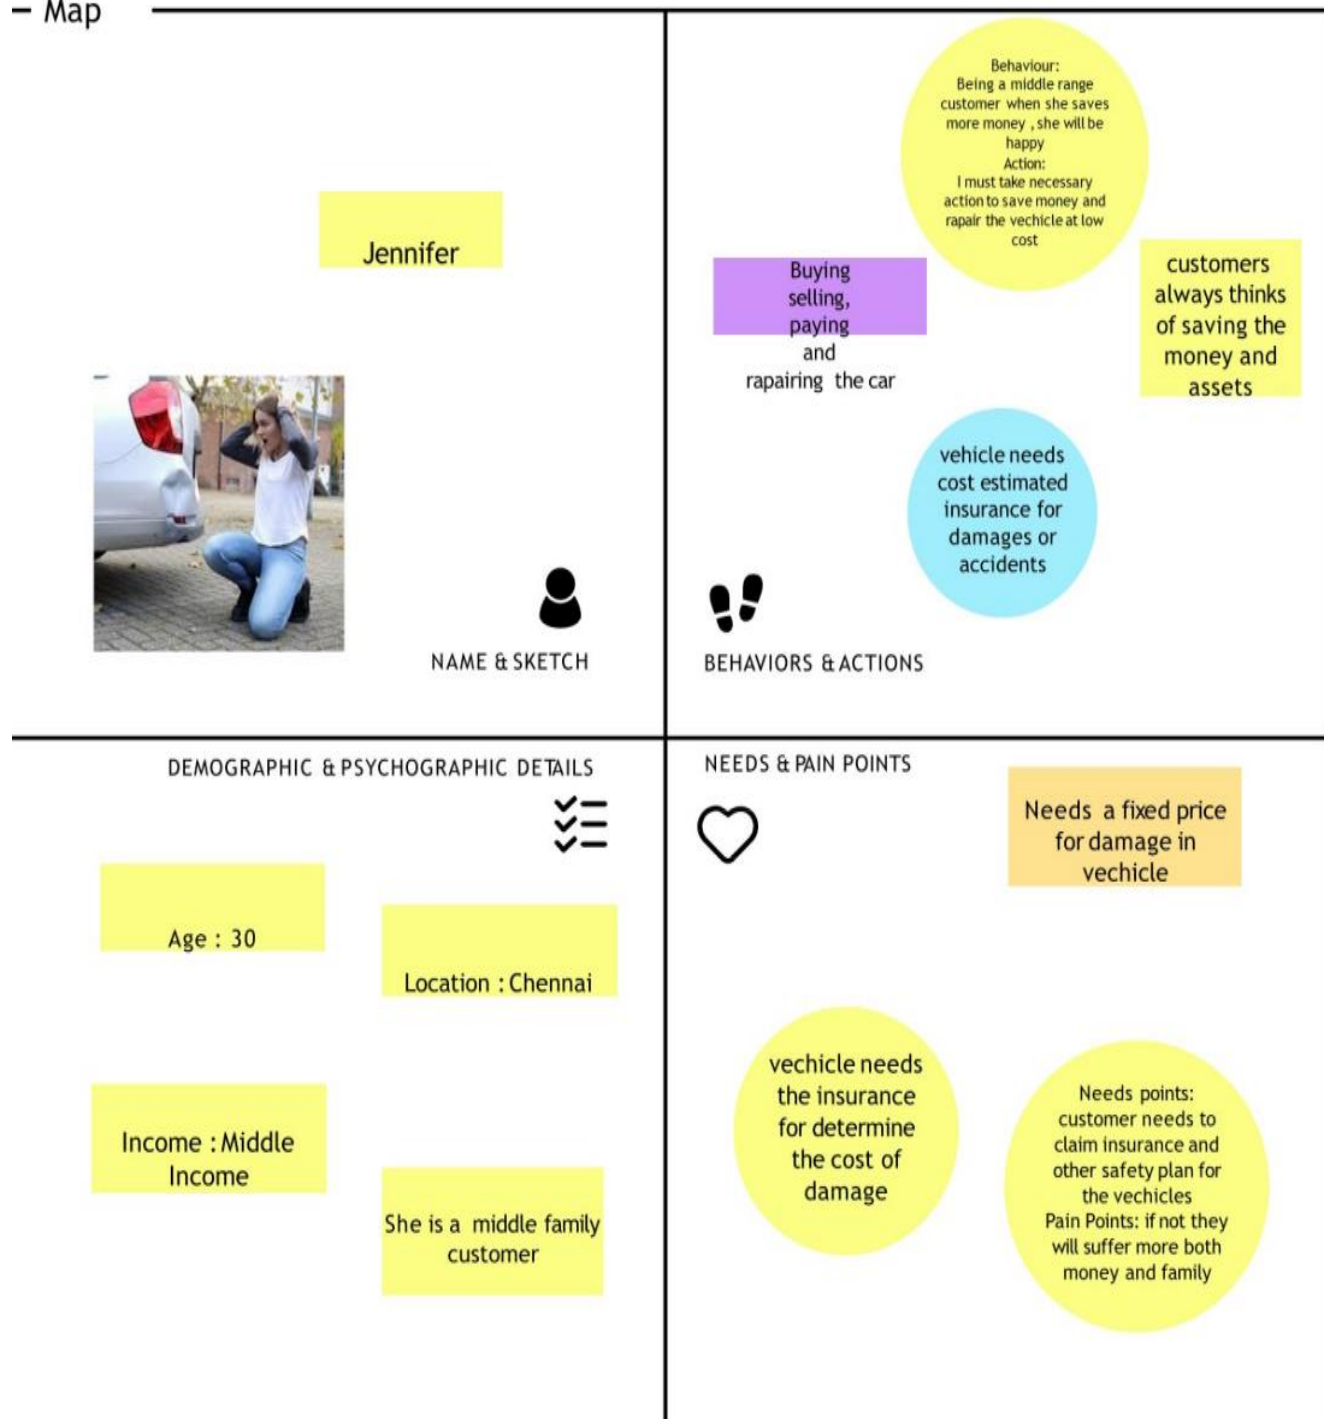 Map
Jennifer
NAME & SKETCH
Behaviour:
Being a middle range
customer when she saves
more money , she will be
happy
Action:
I must take necessary
action to save money and
rapair the vechicle at low
cost
Buying
selling,
paying
and
rapairing the car
customers
always thinks
of saving the
money and
assets
vehicle needs
cost estimated
insurance for
damages or
accidents
BEHAVIORS & ACTIONS
DEMOGRAPHIC & PSYCHOGRAPHIC DETAILS
Age : 30
Location : Chennai
Income : Middle
Income
She is a middle family
customer
NEEDS & PAIN POINTS
Needs a fixed price
for damage in
vechicle
vechicle needs
the insurance
for determine
the cost of
damage
Needs points:
customer needs to
claim insurance and
other safety plan for
the vechicles
Pain Points: if not they
will suffer more both
money and family